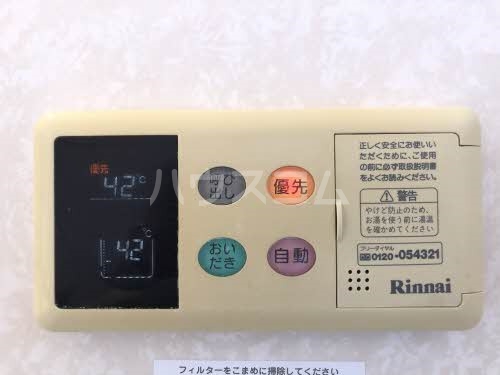 優先
42℃
42
℃
呼び
出し
優先
おい
だき
自動
正しく安全にお使いい
ただくために、ご使用
の前に必ず取扱説明書
をよくお読みください。
⚠警告
やけど防止のため、
お湯を使う前に湯温
を確かめてください
フリーダイヤル
0120-054321
Rinnai
ハウスコム
フィルターをこまめに掃除してください